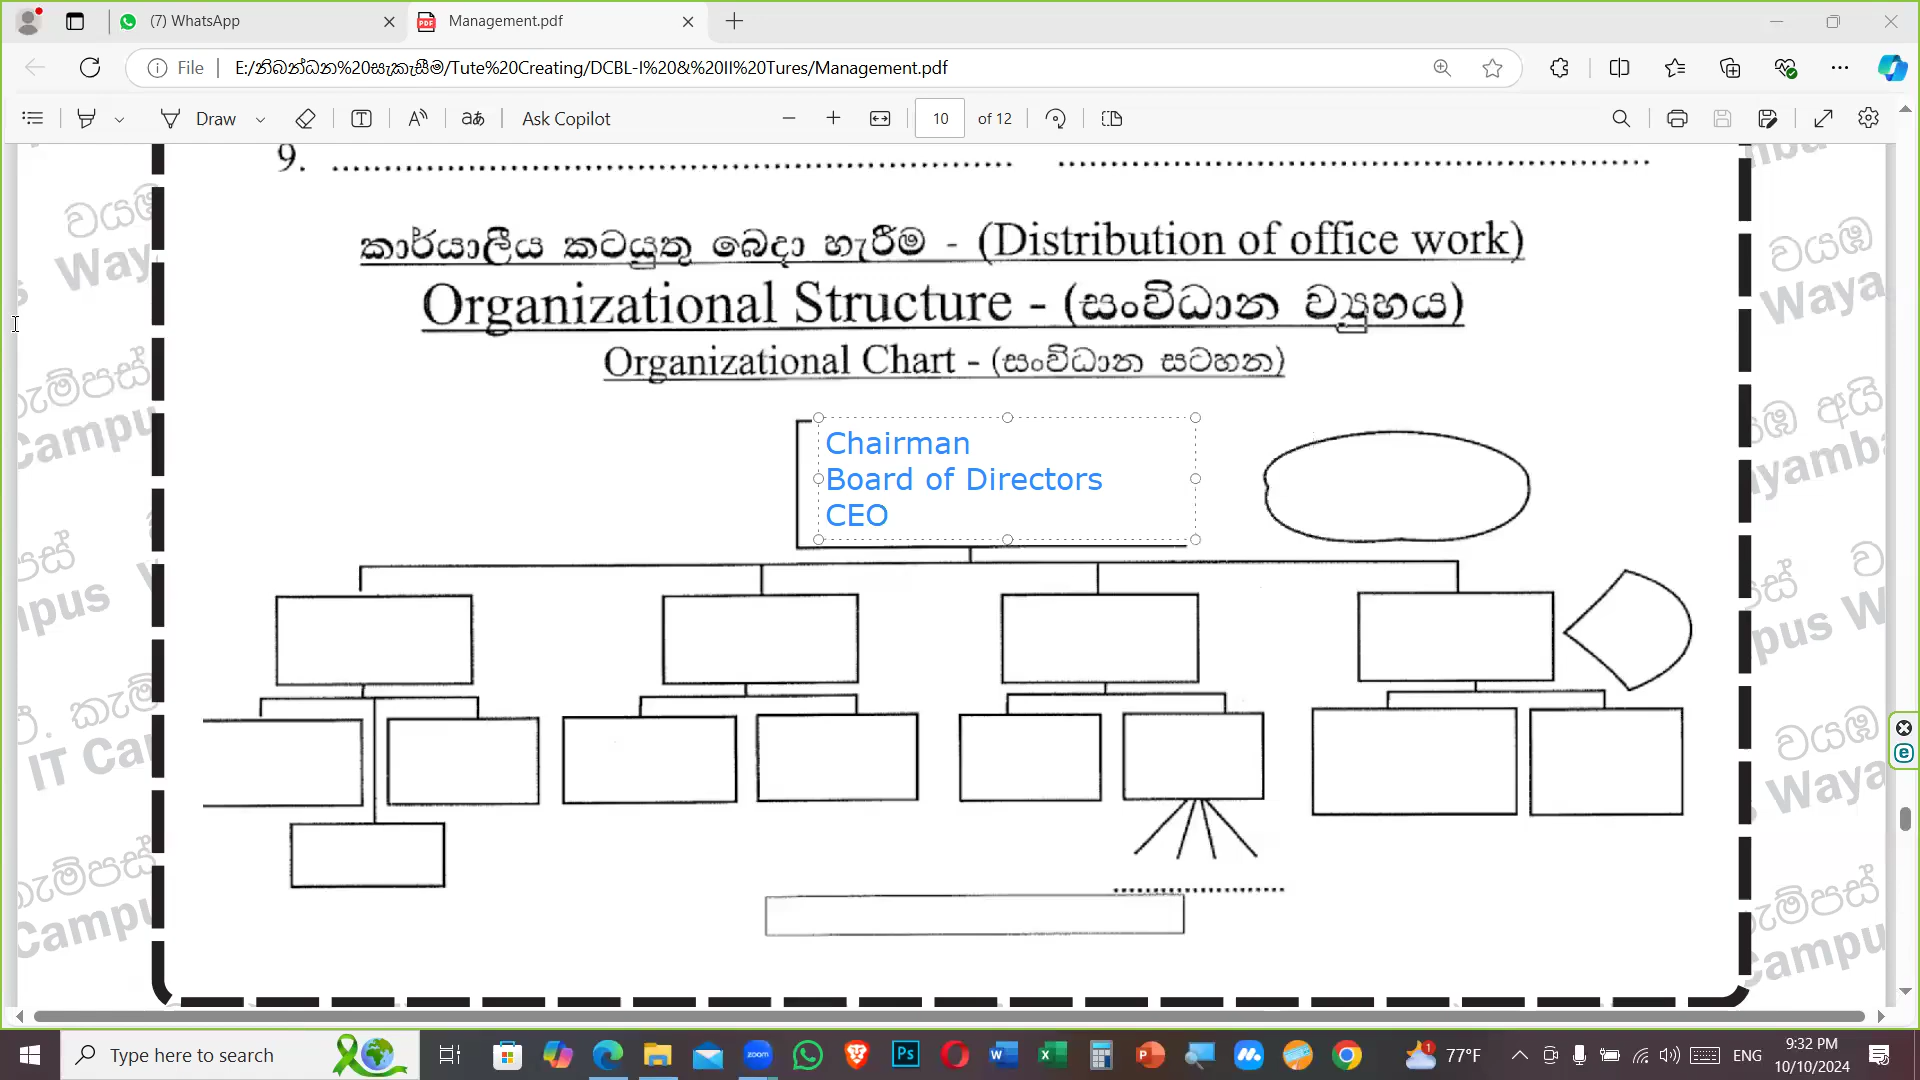 (7) WhatsApp
Management.pdf
File
E:/නිබන්ධන%20සැකැසීම/Tute%20Creating/DCBL-I%20&%20II%20Tures/Management.pdf
Draw
Ask Copilot
10 of 12
9. ........................................ ........................................
කාර්යාලීය කටයුතු බෙදා හැරීම - (Distribution of office work)
Organizational Structure - (සංවිධාන ව්‍යුහය)
Organizational Chart - (සංවිධාන සටහන)
Chairman
Board of Directors
CEO
Type here to search
77°F
ENG
9:32 PM
10/10/2024